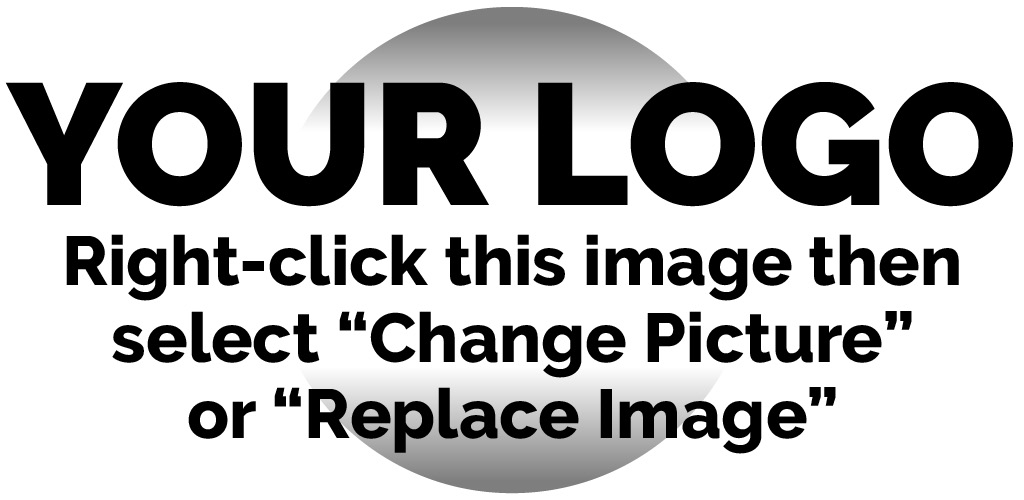 YOUR LOGO
Right-click this image then
select “Change Picture”
or “Replace Image”